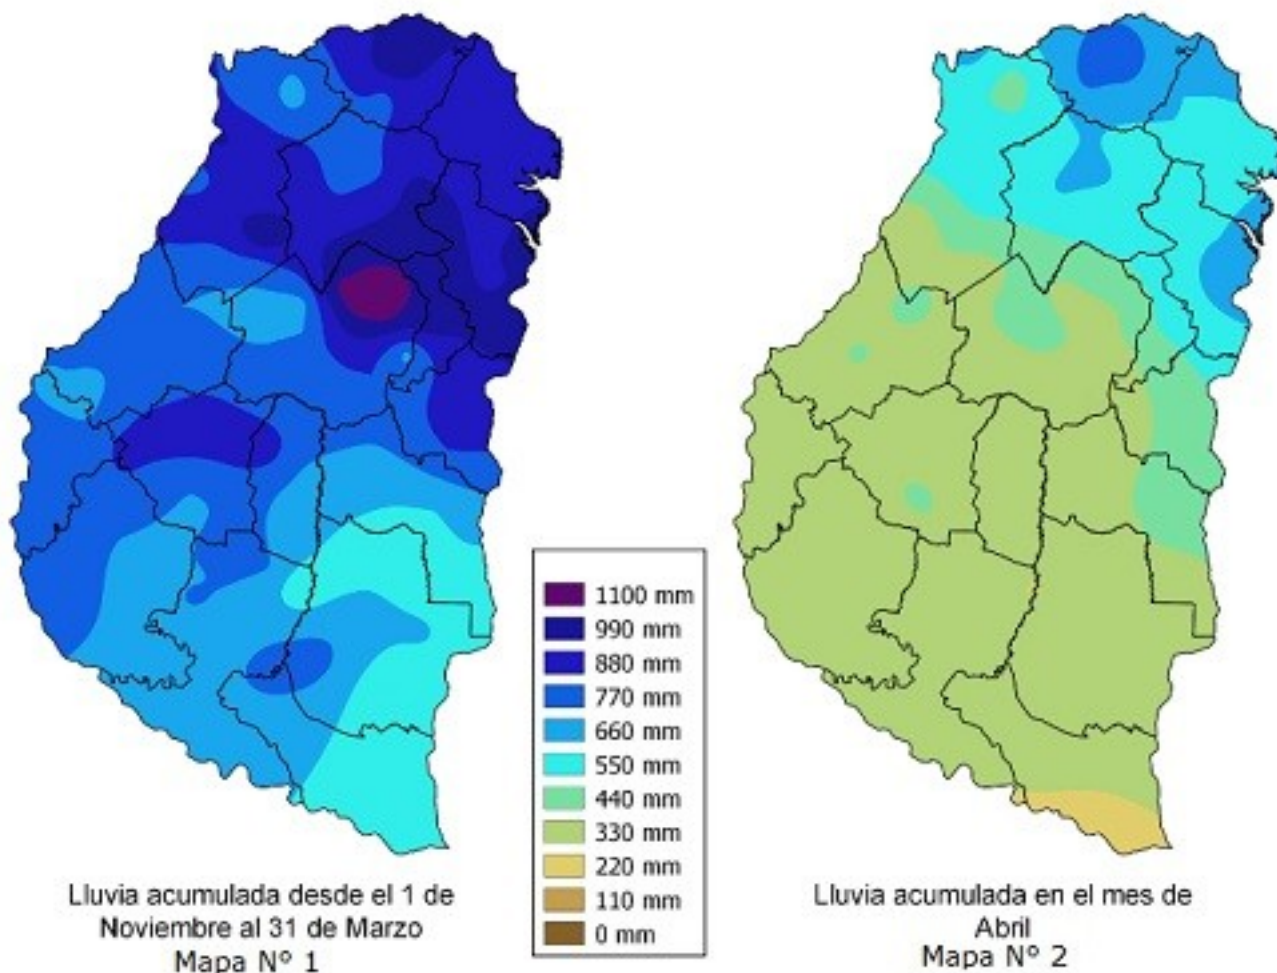 1100 mm
990 mm
880 mm
770 mm
660 mm
550 mm
440 mm
330 mm
220 mm
110 mm
0 mm
Lluvia acumulada desde el 1 de
Noviembre al 31 de Marzo
Mapa N° 1
Lluvia acumulada en el mes de
Abril
Mapa N° 2